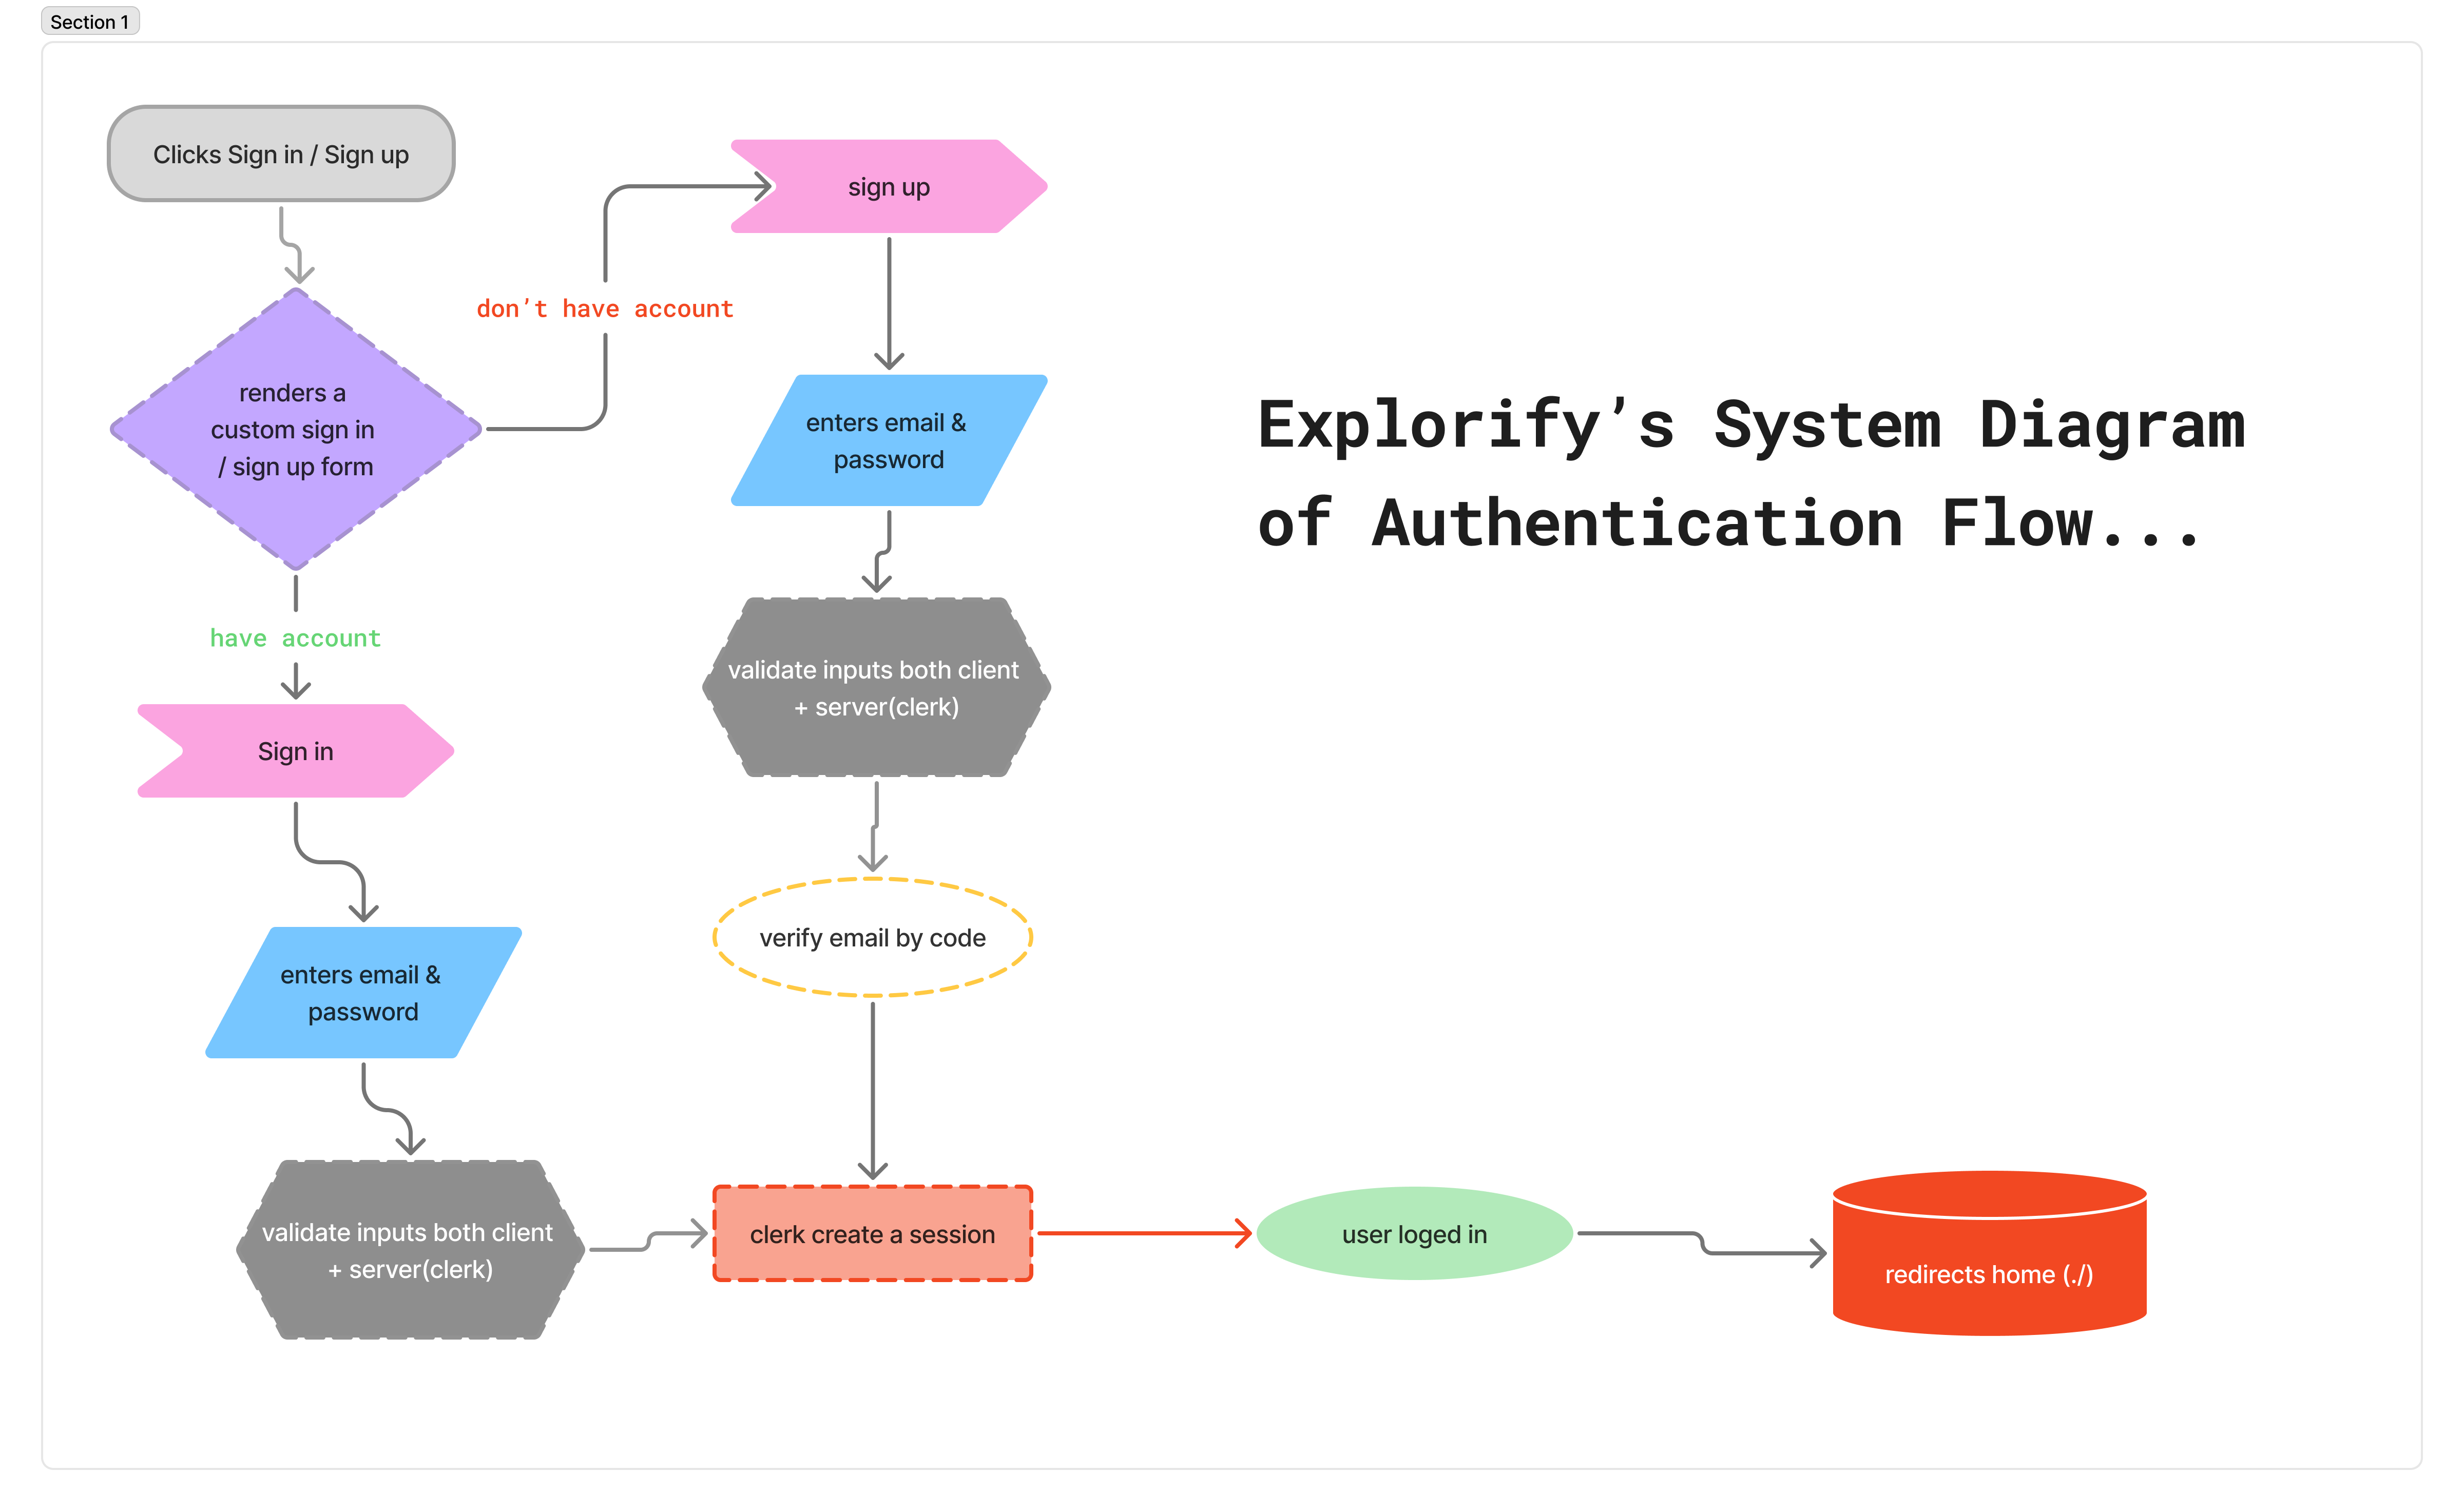 Section 1
Clicks Sign in / Sign up
renders a
custom sign in
/ sign up form
don’t have account
sign up
enters email &
password
validate inputs both client
+ server(clerk)
verify email by code
have account
Sign in
enters email &
password
validate inputs both client
+ server(clerk)
clerk create a session
user loged in
redirects home (./)
Explorify’s System Diagram
of Authentication Flow...